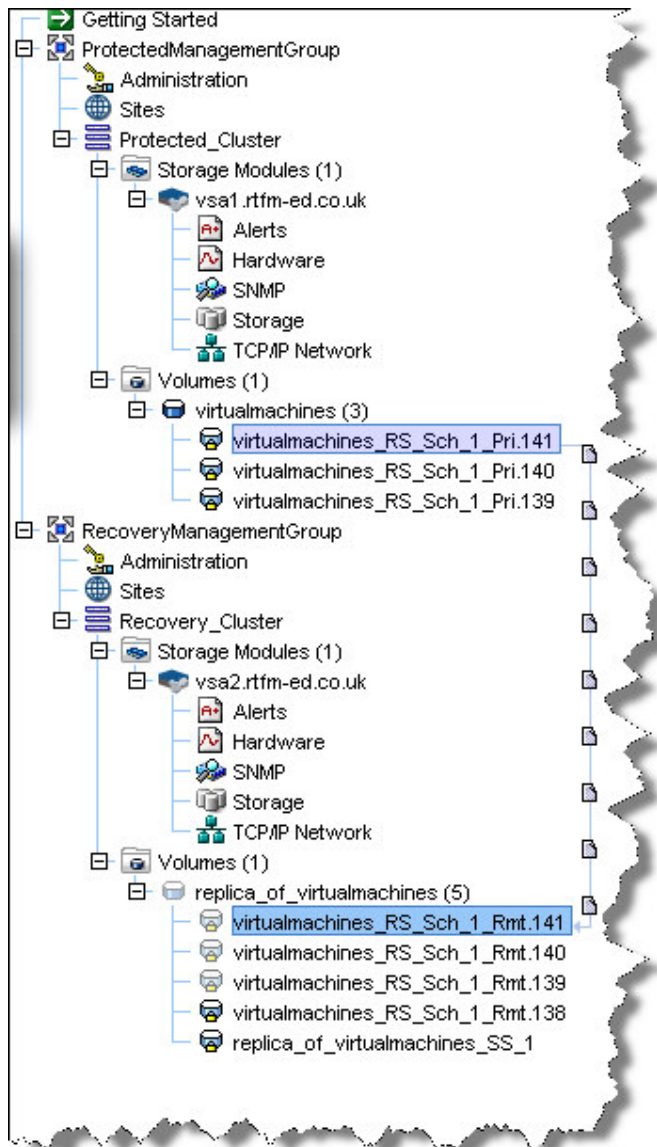 Getting Started
ProtectedManagementGroup
Administration
Sites
Protected_Cluster
Storage Modules (1)
vsa1.rtfm-ed.co.uk
Alerts
Hardware
SNMP
Storage
TCP/IP Network
Volumes (1)
virtualmachines (3)
virtualmachines_RS_Sch_1_Pri.141
virtualmachines_RS_Sch_1_Pri.140
virtualmachines_RS_Sch_1_Pri.139
RecoveryManagementGroup
Administration
Sites
Recovery_Cluster
Storage Modules (1)
vsa2.rtfm-ed.co.uk
Alerts
Hardware
SNMP
Storage
TCP/IP Network
Volumes (1)
replica_of_virtualmachines (5)
virtualmachines_RS_Sch_1_Rmt.141
virtualmachines_RS_Sch_1_Rmt.140
virtualmachines_RS_Sch_1_Rmt.139
virtualmachines_RS_Sch_1_Rmt.138
replica_of_virtualmachines_SS_1